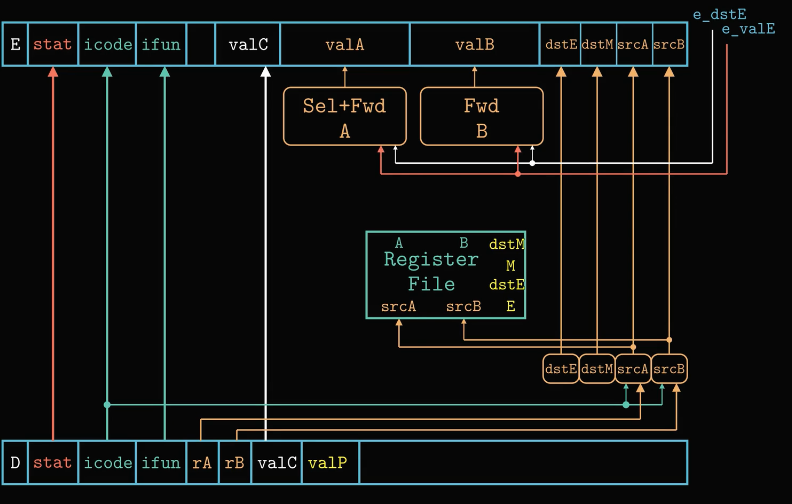 e_dstE
e_valE
E stat icode ifun valC valA valB dstE dstM srcA srcB
Sel+Fwd
A
Fwd
B
A B dstM
Register
M
File
dstE
srcA srcB E
dstE dstM srcA srcB
D stat icode ifun rA rB valC valP